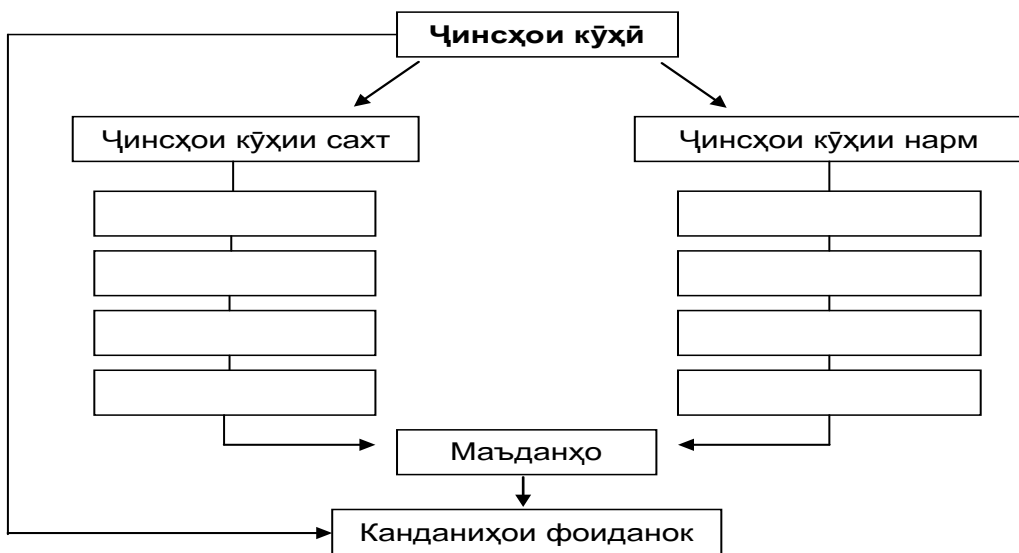 Ҷинсҳои кӯҳӣ
Ҷинсҳои кӯҳии сахт
Ҷинсҳои кӯҳии нарм
Маъданҳо
Канданиҳои фоиданок